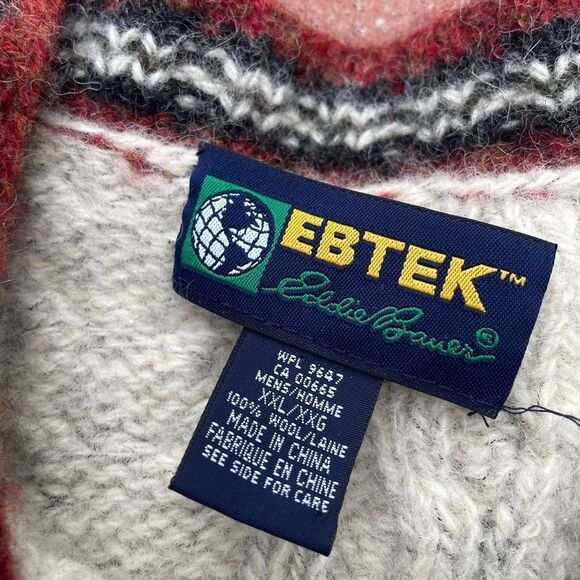 EBTEK™
Eddie Bauer®
WPL 9647
CA 00665
MENS/HOMME
XXL/XXG
100% WOOL/LAINE
MADE IN CHINA
FABRIQUE EN CHINE
SEE SIDE FOR CARE